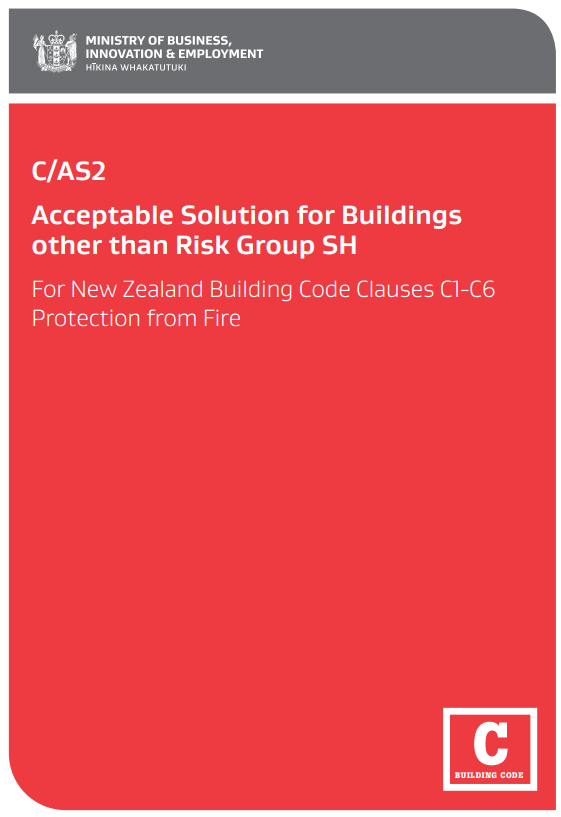 MINISTRY OF BUSINESS,
INNOVATION & EMPLOYMENT
HĪKINA WHAKATUTUKI
C/AS2
Acceptable Solution for Buildings
other than Risk Group SH
For New Zealand Building Code Clauses C1-C6
Protection from Fire
C
BUILDING CODE